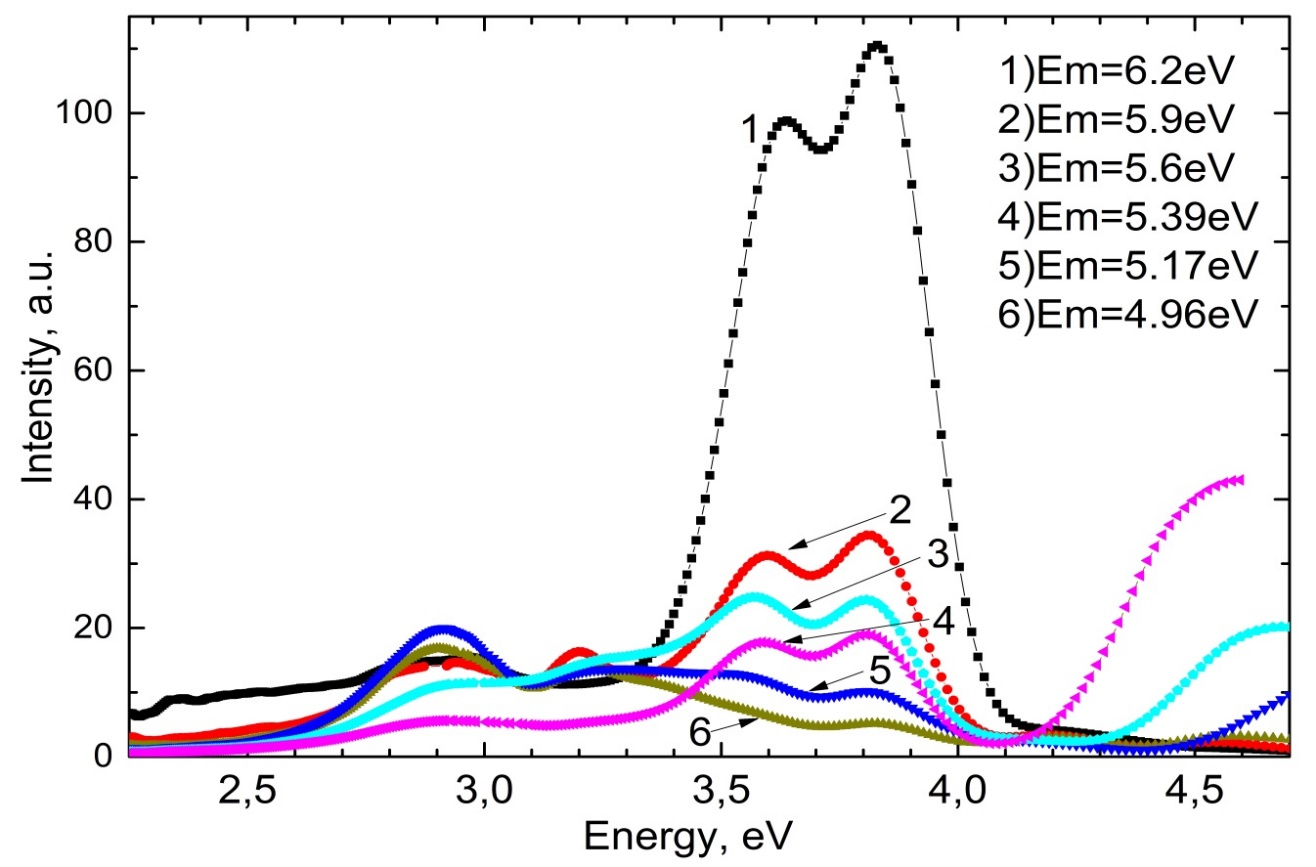 1)Em=6.2eV
2)Em=5.9eV
3)Em=5.6eV
4)Em=5.39eV
5)Em=5.17eV
6)Em=4.96eV
1
2
3
4
5
6
Intensity, a.u.
100
80
60
40
20
0
2,5 3,0 3,5 4,0 4,5
Energy, eV